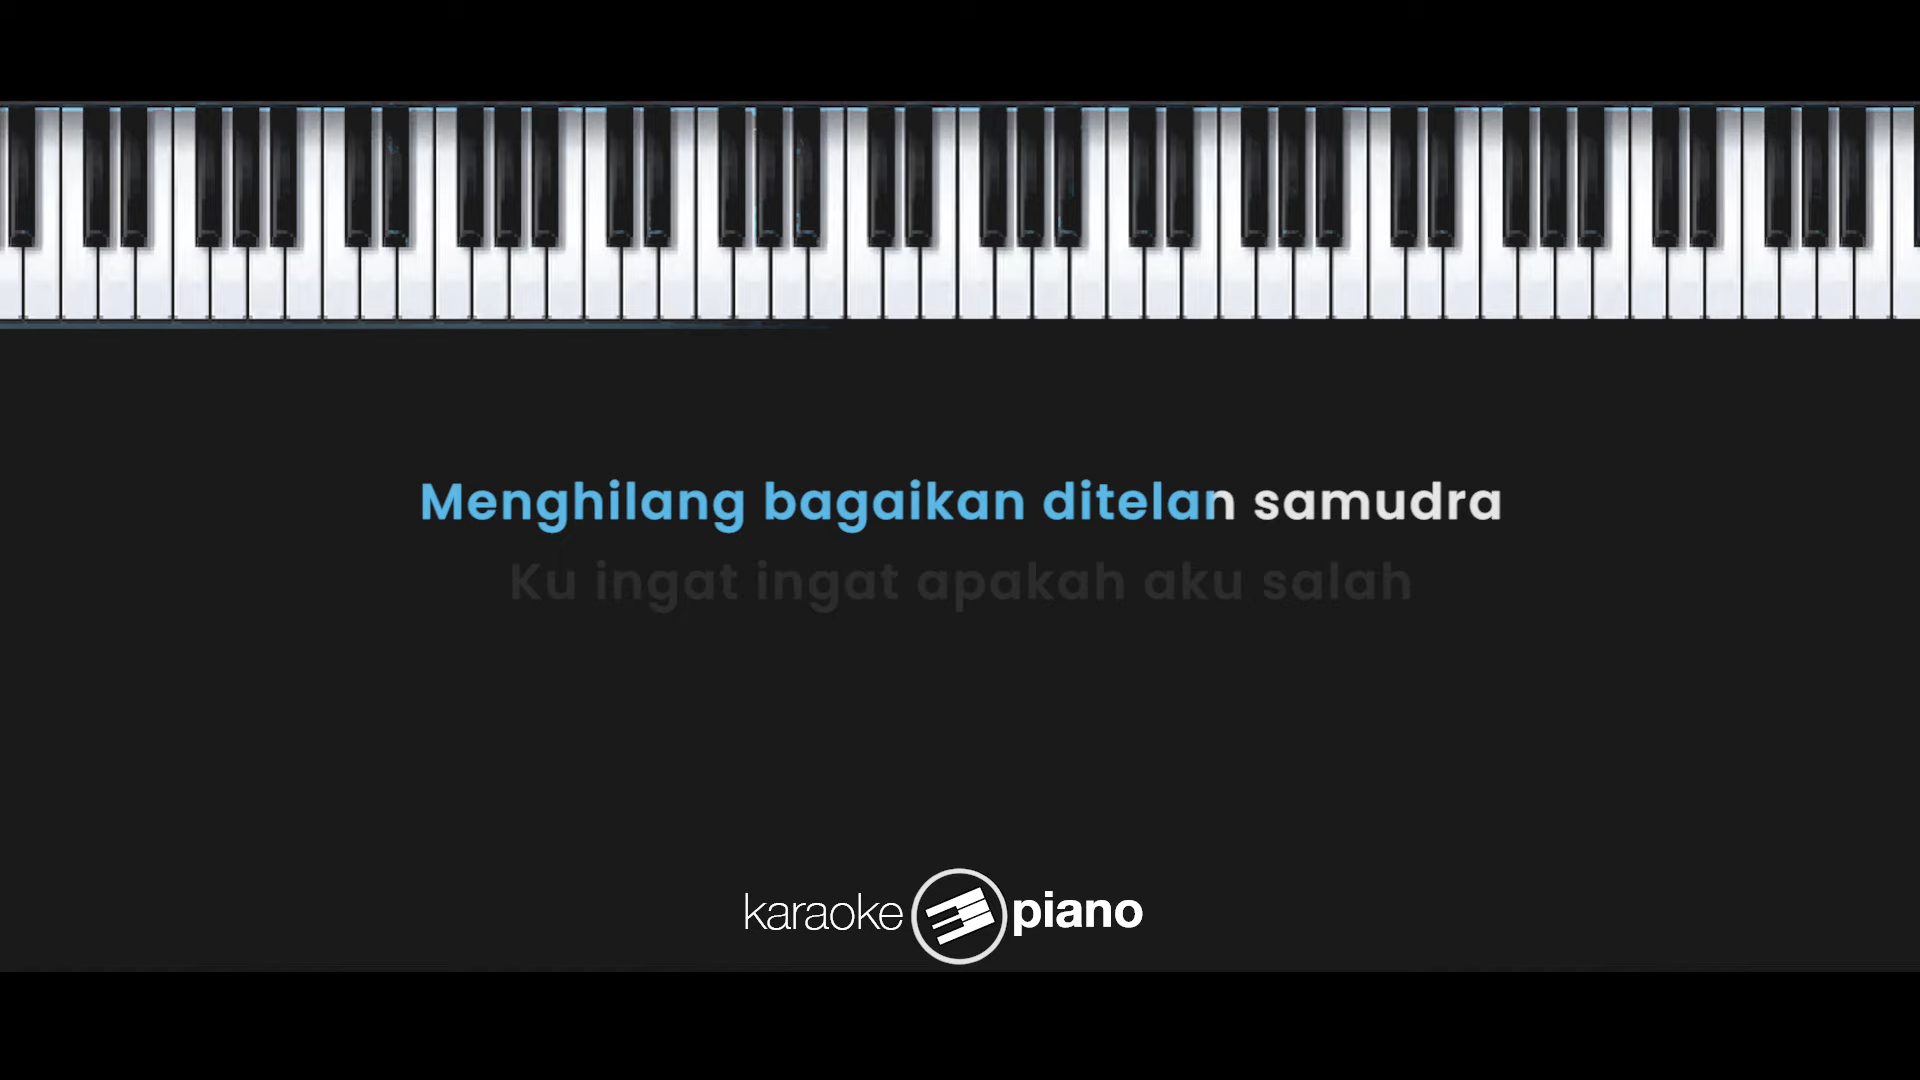 Menghilang bagaikan ditelan samudra
Ku ingat ingat apakah aku salah
karaoke piano